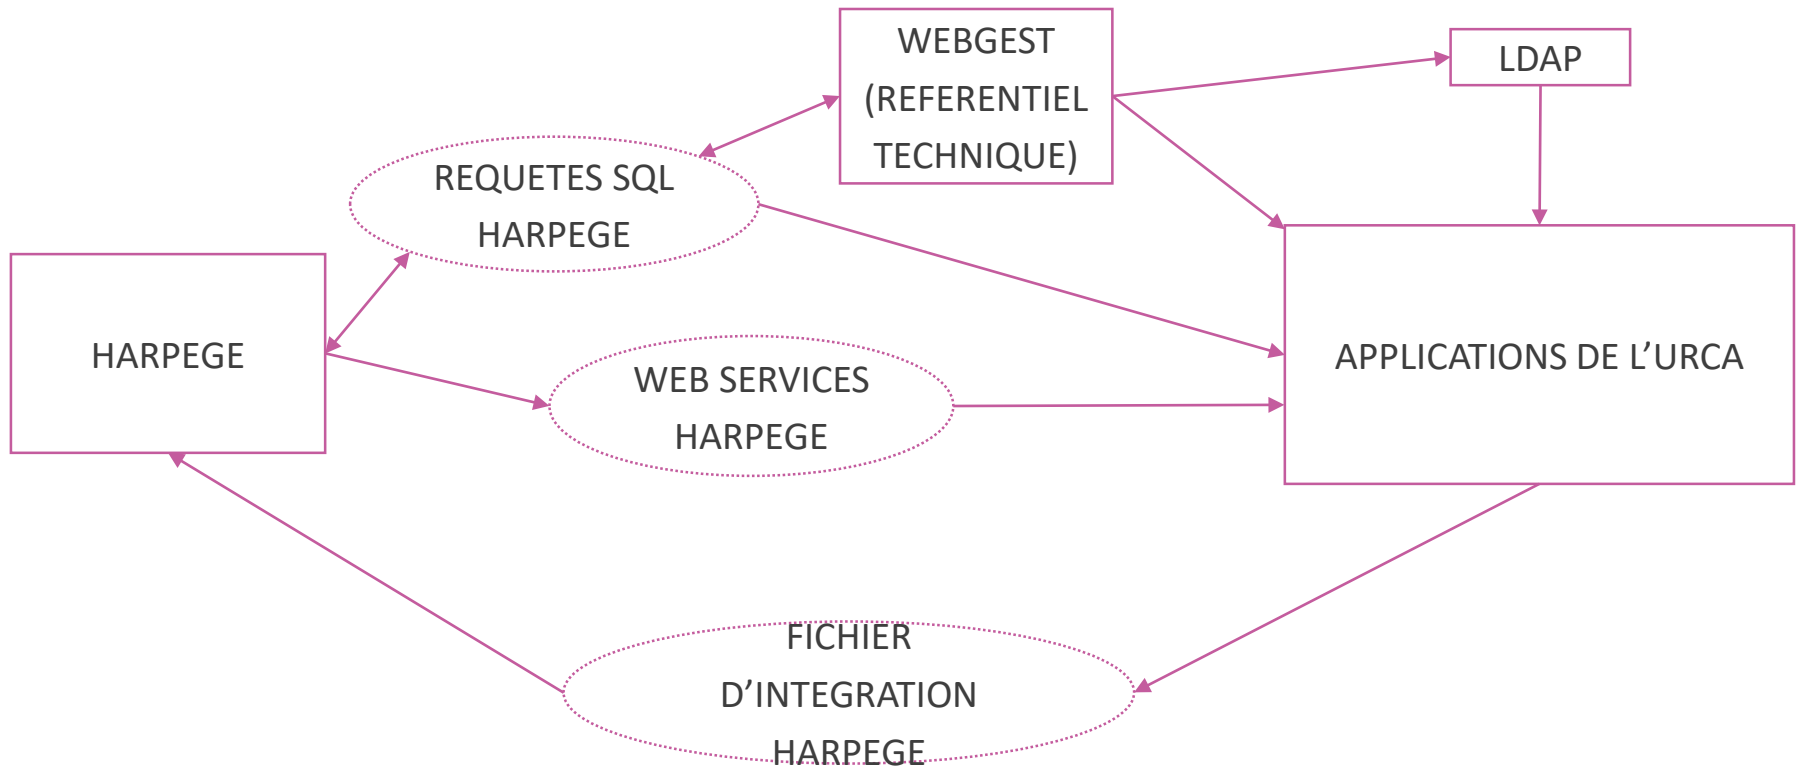 WEBGEST
(REFERENTIEL
TECHNIQUE)
LDAP
REQUETES SQL
HARPEGE
HARPEGE
WEB SERVICES
HARPEGE
APPLICATIONS DE L’URCA
FICHIER
D’INTEGRATION
HARPEGE